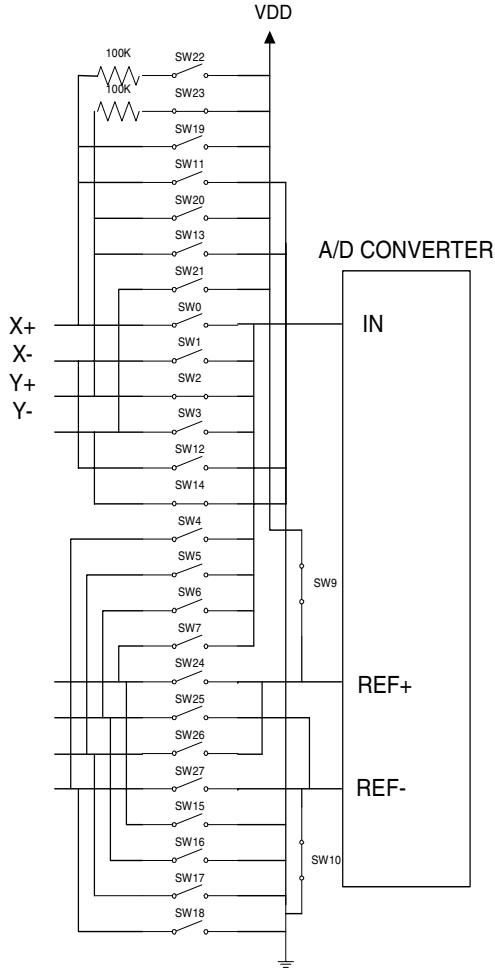 VDD
100K
SW22
100K
SW23
SW19
SW11
SW20
SW13
A/D CONVERTER
SW21
X+
SW0
IN
X-
SW1
Y+
SW2
Y-
SW3
SW12
SW14
SW4
SW5
SW9
SW6
SW7
SW24
REF+
SW25
SW26
SW27
REF-
SW15
SW16
SW10
SW17
SW18